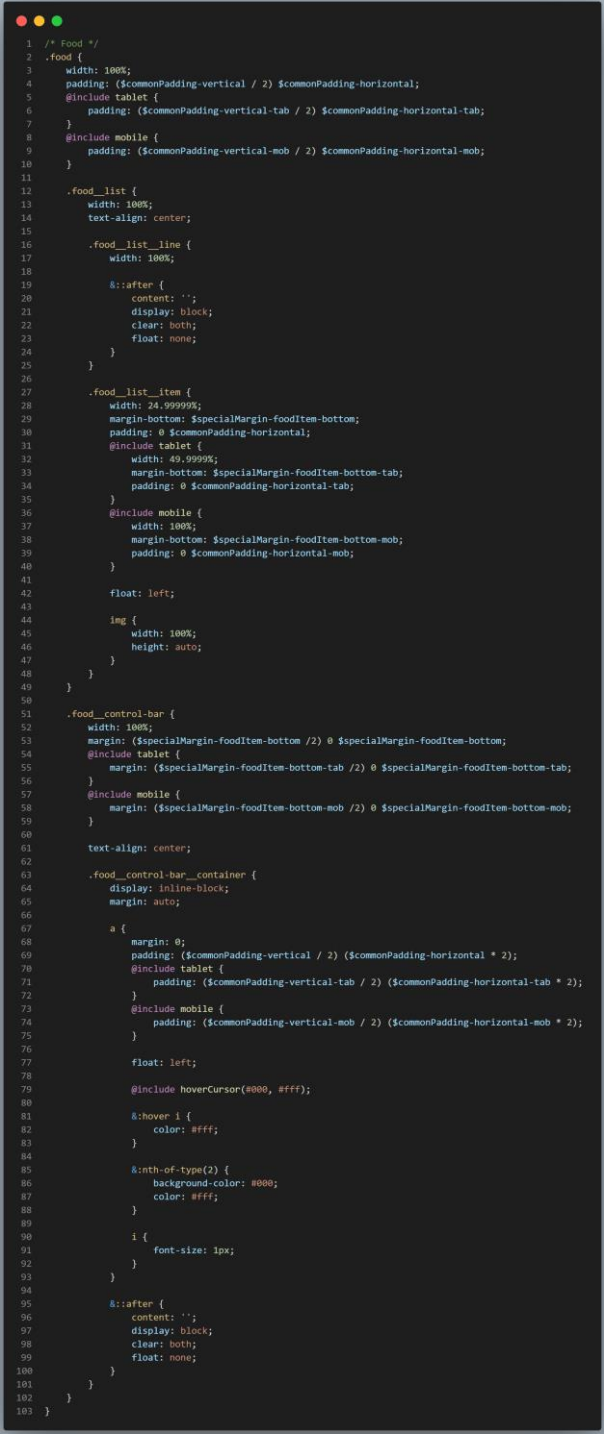 1 /* Food */
2 .food {
3 width: 100%;
4 padding: ($commonPadding-vertical / 2) $commonPadding-horizontal;
5 @include tablet {
6 padding: ($commonPadding-vertical-tab / 2) $commonPadding-horizontal-tab;
7 }
8 @include mobile {
9 padding: ($commonPadding-vertical-mob / 2) $commonPadding-horizontal-mob;
10 }
11
12 .food__list {
13 width: 100%;
14 text-align: center;
15
16 .food__list__line {
17 width: 100%;
18
19 &::after {
20 content: '';
21 display: block;
22 clear: both;
23 float: none;
24 }
25 }
26
27 .food__list__item {
28 width: 24.99999%;
29 margin-bottom: $specialMargin-foodItem-bottom;
30 padding: 0 $commonPadding-horizontal;
31 @include tablet {
32 width: 49.9999%;
33 margin-bottom: $specialMargin-foodItem-bottom-tab;
34 padding: 0 $commonPadding-horizontal-tab;
35 }
36 @include mobile {
37 width: 100%;
38 margin-bottom: $specialMargin-foodItem-bottom-mob;
39 padding: 0 $commonPadding-horizontal-mob;
40 }
41
42 float: left;
43
44 img {
45 width: 100%;
46 height: auto;
47 }
48 }
49 }
50
51 .food__control-bar {
52 width: 100%;
53 margin: ($specialMargin-foodItem-bottom /2) 0 $specialMargin-foodItem-bottom;
54 @include tablet {
55 margin: ($specialMargin-foodItem-bottom-tab /2) 0 $specialMargin-foodItem-bottom-tab;
56 }
57 @include mobile {
58 margin: ($specialMargin-foodItem-bottom-mob /2) 0 $specialMargin-foodItem-bottom-mob;
59 }
60
61 text-align: center;
62
63 .food__control-bar__container {
64 display: inline-block;
65 margin: auto;
66
67 a {
68 margin: 0;
69 padding: ($commonPadding-vertical / 2) ($commonPadding-horizontal * 2);
70 @include tablet {
71 padding: ($commonPadding-vertical-tab / 2) ($commonPadding-horizontal-tab * 2);
72 }
73 @include mobile {
74 padding: ($commonPadding-vertical-mob / 2) ($commonPadding-horizontal-mob * 2);
75 }
76
77 float: left;
78
79 @include hoverCursor(#000, #fff);
80
81 &:hover i {
82 color: #fff;
83 }
84
85 &:nth-of-type(2) {
86 background-color: #000;
87 color: #fff;
88 }
89
90 i {
91 font-size: 1px;
92 }
93 }
94
95 &::after {
96 content: '';
97 display: block;
98 clear: both;
99 float: none;
100 }
101 }
102 }
103 }